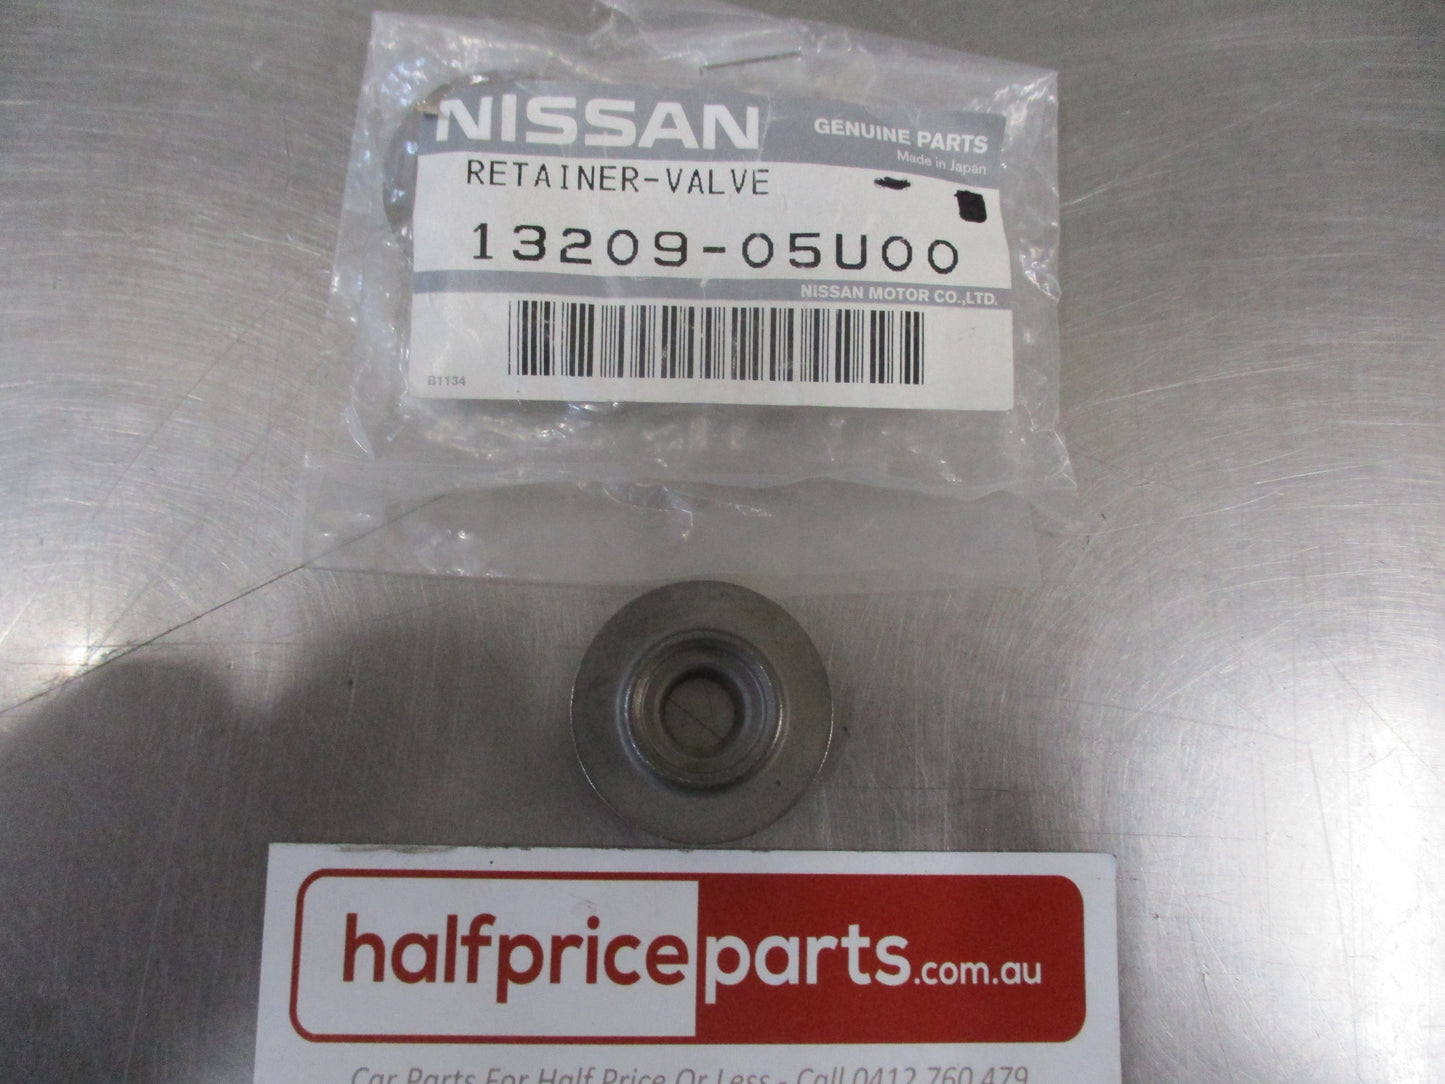 NISSAN
GENUINE PARTS
Made in Japan
RETAINER-VALVE
13209-05U00
NISSAN MOTOR CO.,LTD.
B1134
halfpriceparts.com.au
Car Parts For Half Price Or Less - Call 0412 760 479